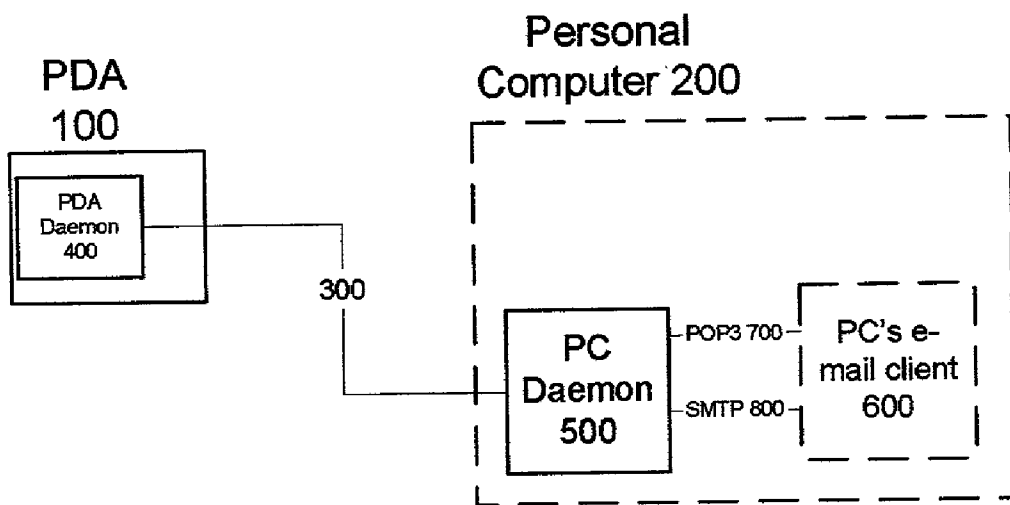 PDA
100
PDA
Daemon
400
300
Personal
Computer 200
PC
Daemon
500
POP3 700
SMTP 800
PC's e-
mail client
600